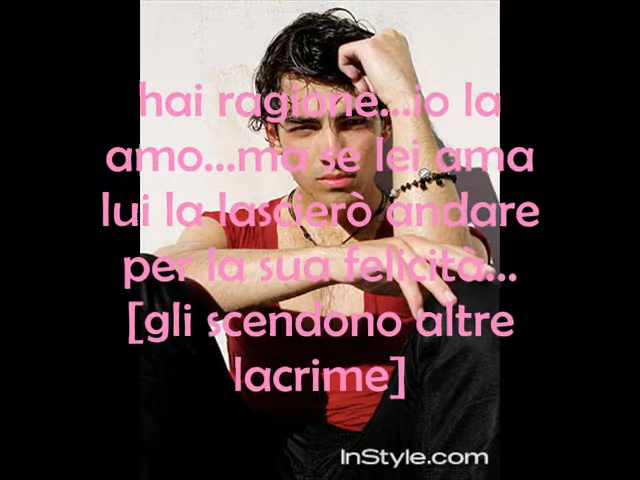 hai ragione...io la
amo...ma se lei ama
lui la lascierò andare
per la sua felicità...
[gli scendono altre
lacrime]
InStyle.com